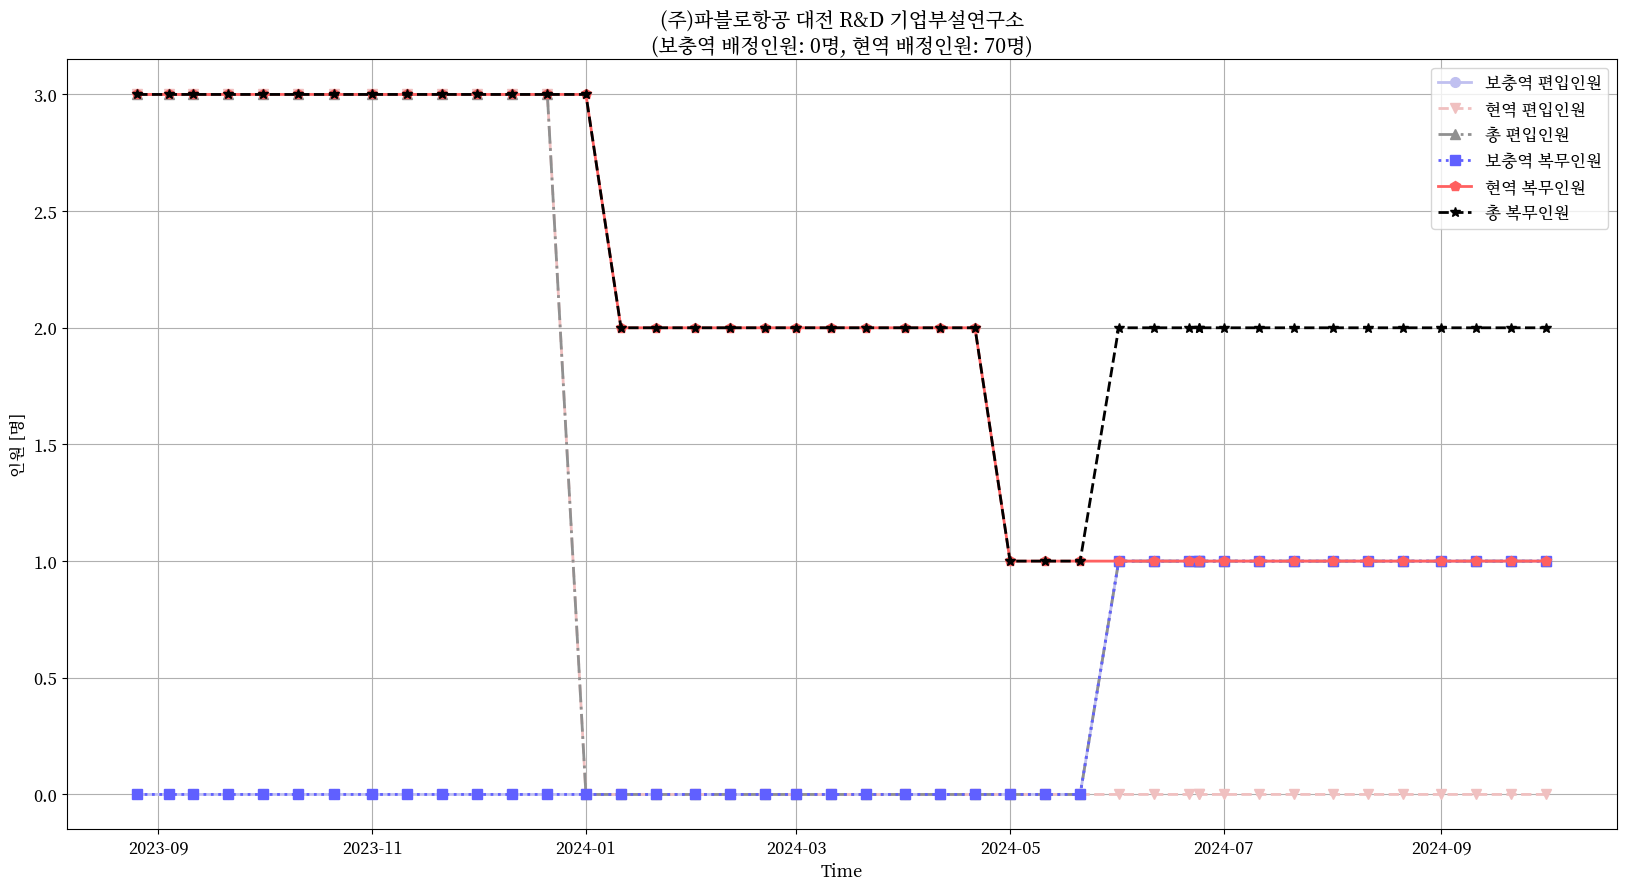 (주)파블로항공 대전 R&D 기업부설연구소
(보충역 배정인원: 0명, 현역 배정인원: 70명)
보충역 편입인원
현역 편입인원
총 편입인원
보충역 복무인원
현역 복무인원
총 복무인원
3.0
2.5
2.0
1.5
1.0
0.5
0.0
인원 [명]
2023-09
2023-11
2024-01
2024-03
2024-05
2024-07
2024-09
Time